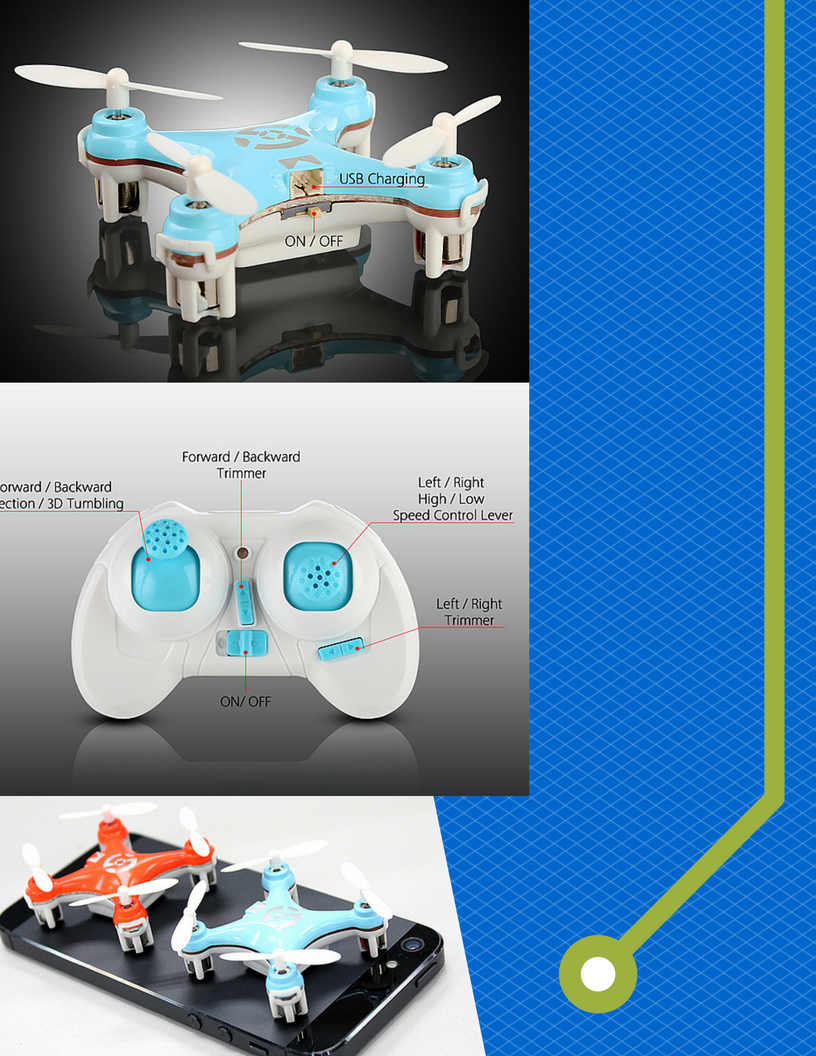 USB Charging
ON / OFF
Forward / Backward
Trimmer
orward / Backward
ection / 3D Tumbling
Left / Right
High / Low
Speed Control Lever
Left / Right
Trimmer
ON/ OFF